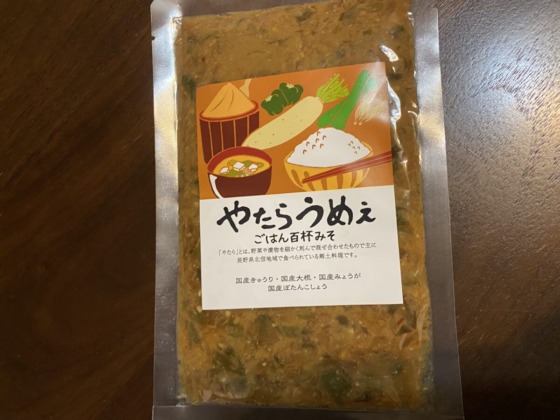 やたらうめぇ
ごはん百杯みそ
「やたら」とは、野菜や漬物を細かく刻んで混ぜ合わせたもので主に
長野県北信地域で食べられている郷土料理です。
国産きゅうり・国産大根・国産みょうが
国産ぼたんこしょう